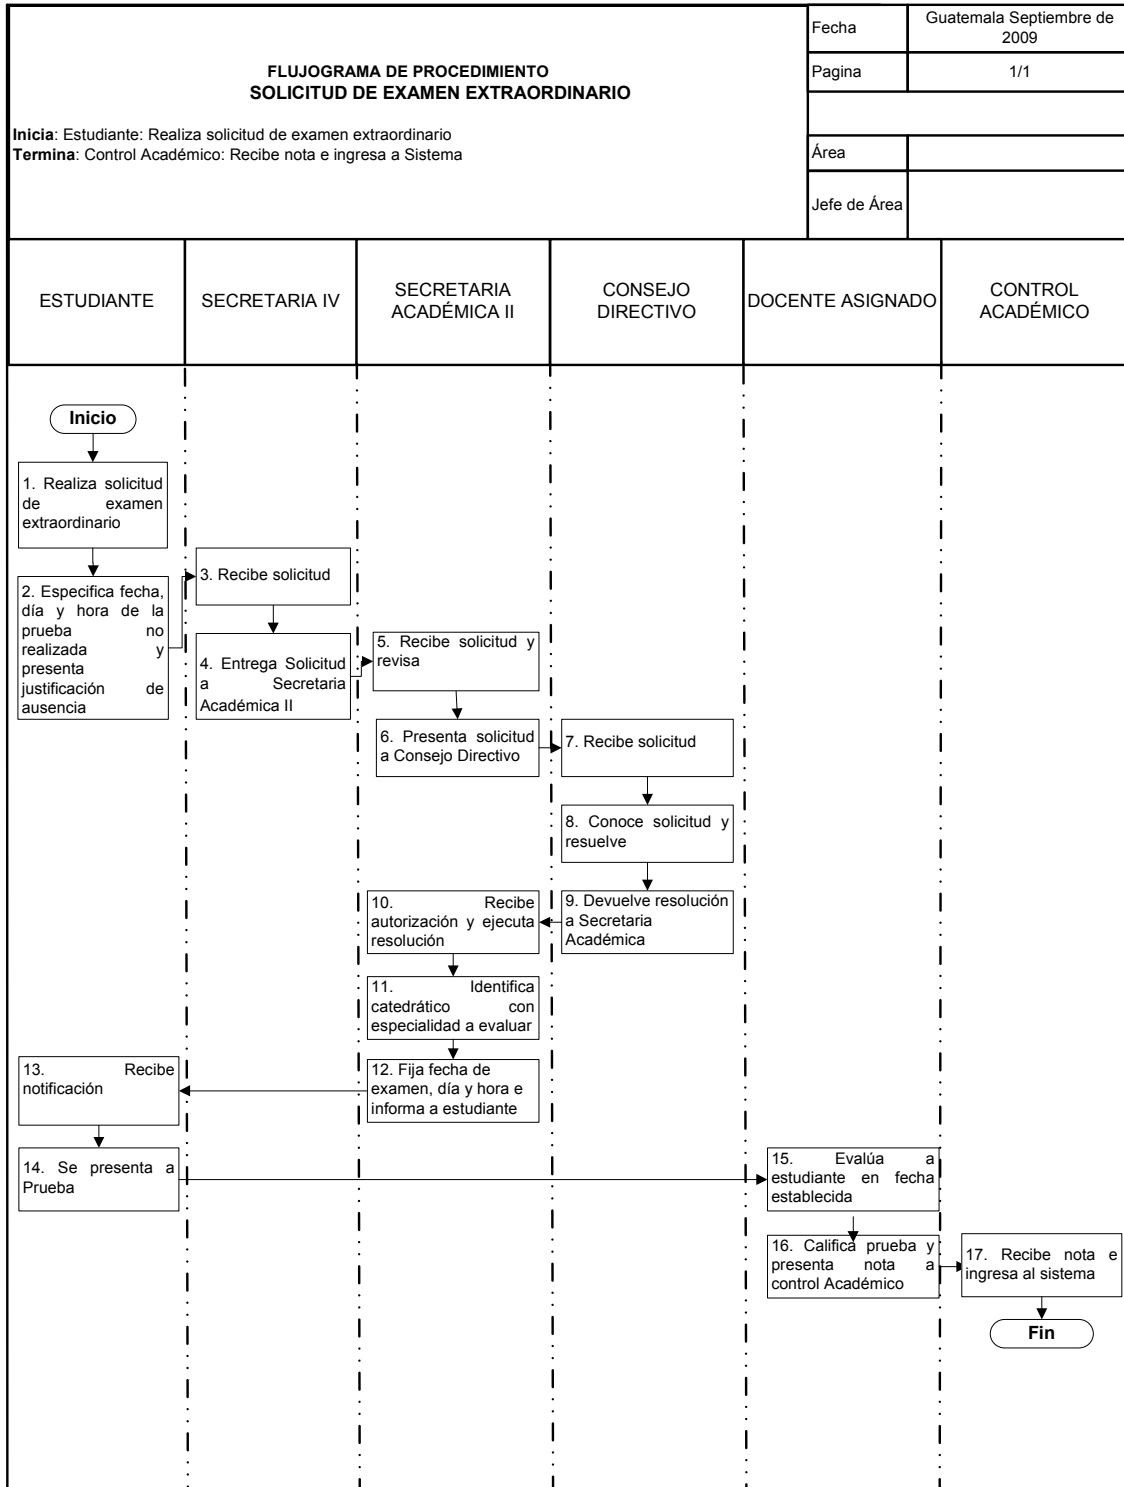 FLUJOGRAMA DE PROCEDIMIENTO
SOLICITUD DE EXAMEN EXTRAORDINARIO
Inicia: Estudiante: Realiza solicitud de examen extraordinario
Termina: Control Académico: Recibe nota e ingresa a Sistema
Fecha
Guatemala Septiembre de
2009
Pagina
1/1
Área
Jefe de Área
ESTUDIANTE
SECRETARIA IV
SECRETARIA
ACADÉMICA II
CONSEJO
DIRECTIVO
DOCENTE ASIGNADO
CONTROL
ACADÉMICO
Inicio
1. Realiza solicitud
de examen
extraordinario
2. Especifica fecha,
día y hora de la
prueba no
realizada y
presenta
justificación de
ausencia
3. Recibe solicitud
4. Entrega Solicitud
a Secretaria
Académica II
5. Recibe solicitud y
revisa
6. Presenta solicitud
a Consejo Directivo
7. Recibe solicitud
8. Conoce solicitud y
resuelve
9. Devuelve resolución
a Secretaria
Académica
10. Recibe
autorización y ejecuta
resolución
11. Identifica
catedrático con
especialidad a evaluar
12. Fija fecha de
examen, día y hora e
informa a estudiante
13. Recibe
notificación
14. Se presenta a
Prueba
15. Evalúa a
estudiante en fecha
establecida
16. Califica prueba y
presenta nota a
control Académico
17. Recibe nota e
ingresa al sistema
Fin